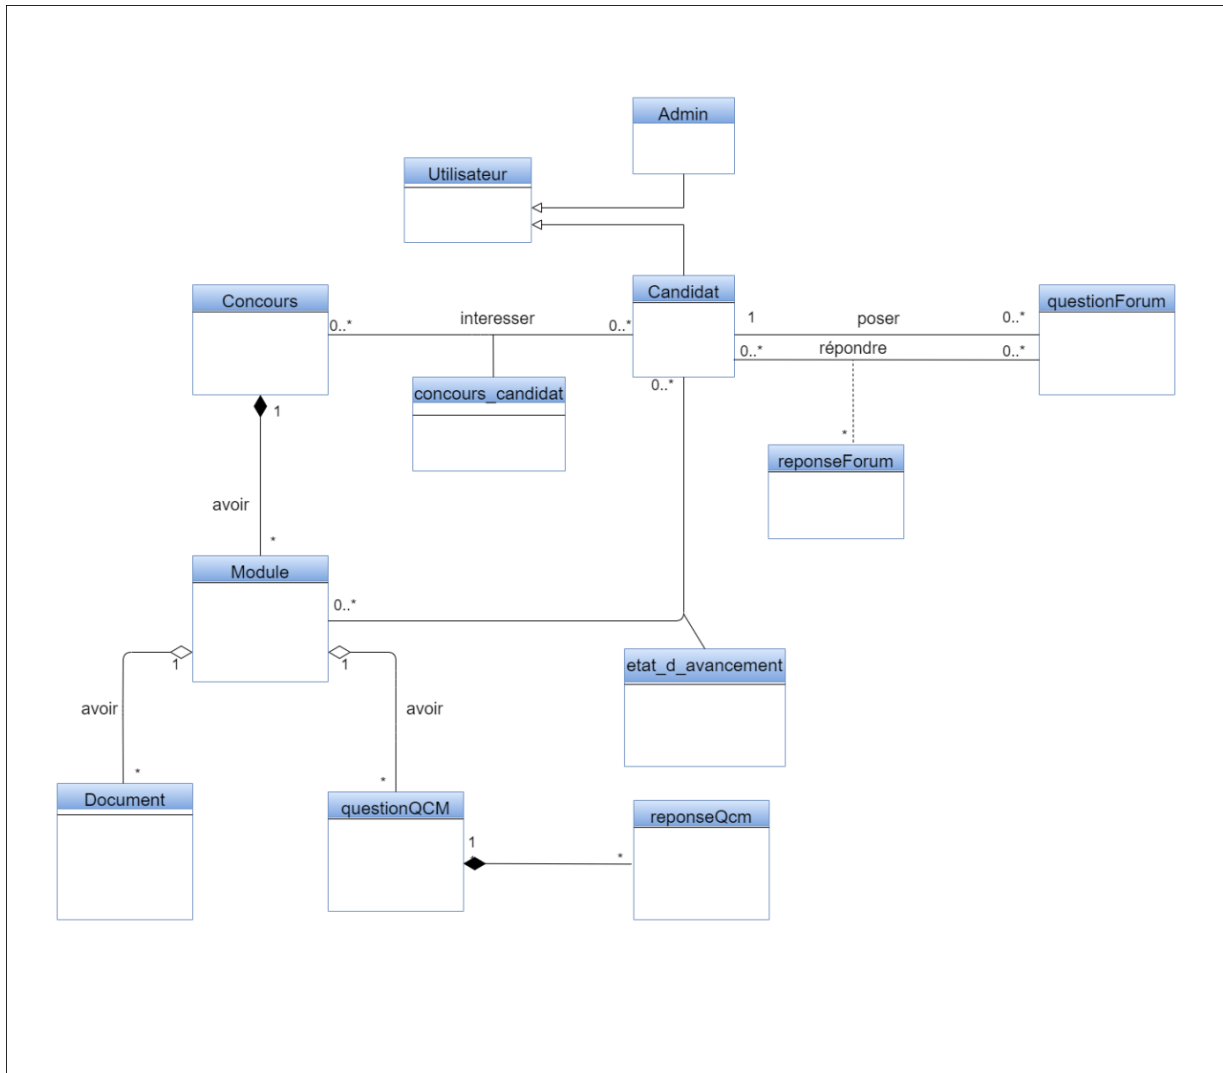 Admin
Utilisateur
Concours
Candidat
questionForum
0..*
interesser
0..*
1
poser
0..*
0..*
répondre
0..*
0..*
concours_candidat
1
*
reponseForum
avoir
*
Module
0..*
1
1
etat_d_avancement
avoir
avoir
*
*
Document
questionQCM
reponseQcm
1
*